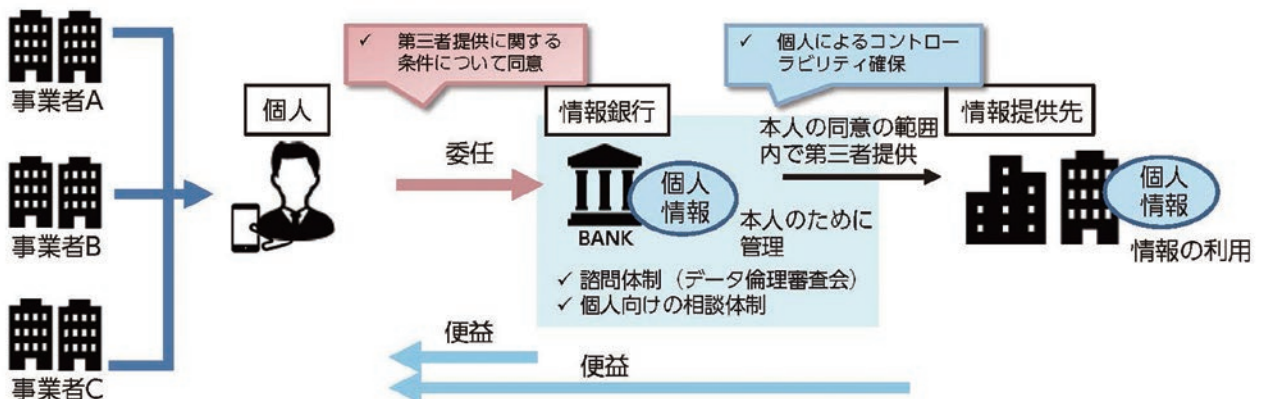 事業者A
事業者B
事業者C
個人
✓ 第三者提供に関する
条件について同意
委任
情報銀行
BANK
個人
情報
本人のために
管理
✓ 諮問体制（データ倫理審査会）
✓ 個人向けの相談体制
✓ 個人によるコントロー
ラビリティ確保
本人の同意の範囲
内で第三者提供
情報提供先
個人
情報
情報の利用
便益
便益